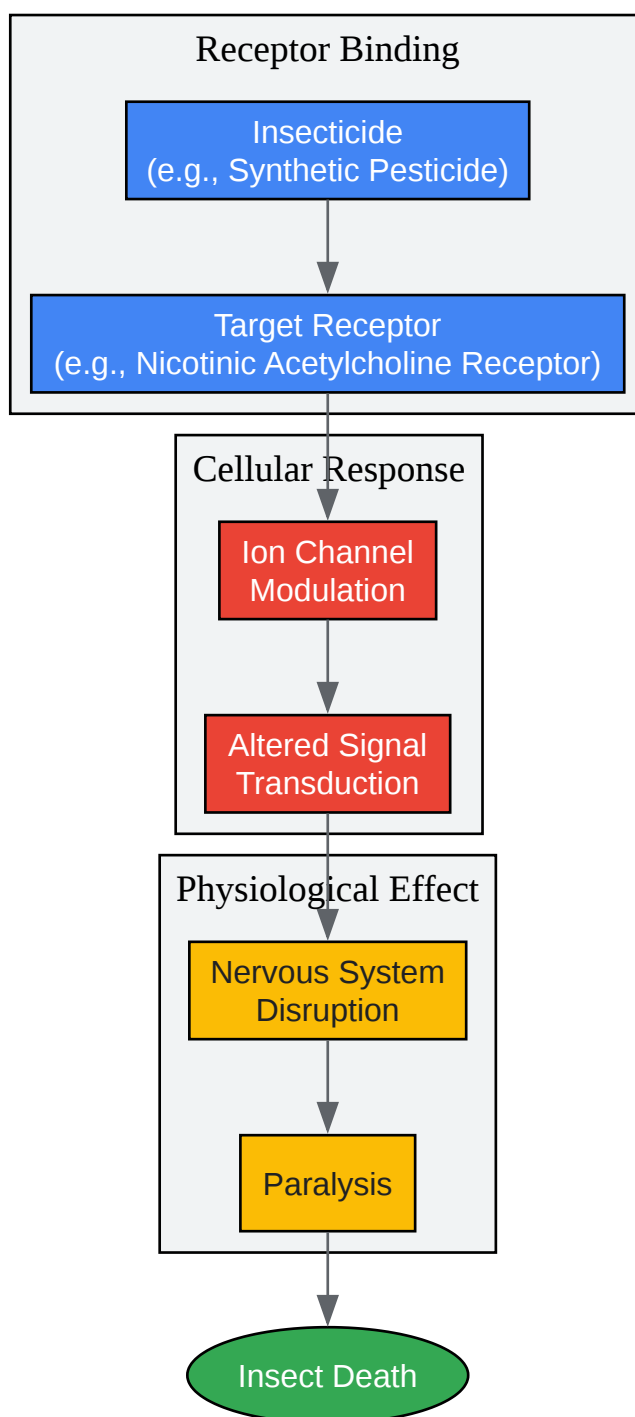 Receptor Binding
Insecticide
(e.g., Synthetic Pesticide)
Target Receptor
(e.g., Nicotinic Acetylcholine Receptor)
Cellular Response
Ion Channel
Modulation
Altered Signal
Transduction
Physiological Effect
Nervous System
Disruption
Paralysis
Insect Death